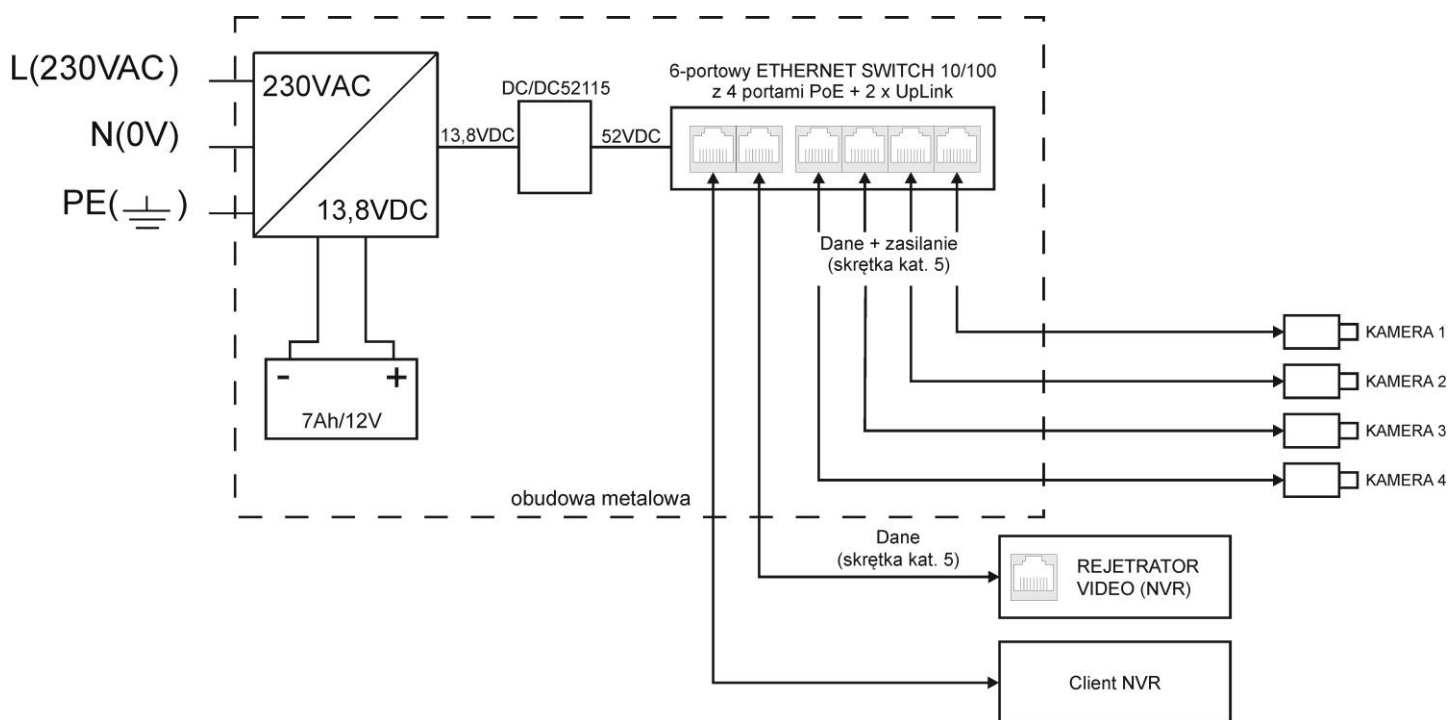 L(230VAC)
N(0V)
PE( )
230VAC
13,8VDC
13,8VDC
DC/DC52115
52VDC
6-portowy ETHERNET SWITCH 10/100
z 4 portami PoE + 2 x UpLink
Dane + zasilanie
(skrętka kat. 5)
- +
7Ah/12V
obudowa metalowa
KAMERA 1
KAMERA 2
KAMERA 3
KAMERA 4
Dane
(skrętka kat. 5)
REJETRATOR
VIDEO (NVR)
Client NVR